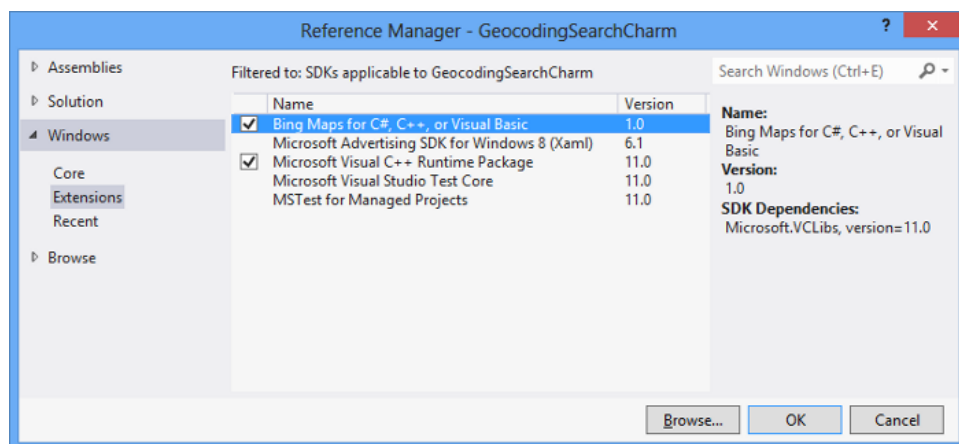 Reference Manager - GeocodingSearchCharm
?
Assemblies
Solution
Windows
Core
Extensions
Recent
Browse
Filtered to: SDKs applicable to GeocodingSearchCharm
Name Version
Bing Maps for C#, C++, or Visual Basic 1.0
Microsoft Advertising SDK for Windows 8 (Xaml) 6.1
Microsoft Visual C++ Runtime Package 11.0
Microsoft Visual Studio Test Core 11.0
MSTest for Managed Projects 11.0
Search Windows (Ctrl+E)
Name:
Bing Maps for C#, C++, or Visual
Basic
Version:
1.0
SDK Dependencies:
Microsoft.VCLibs, version=11.0
Browse... OK Cancel